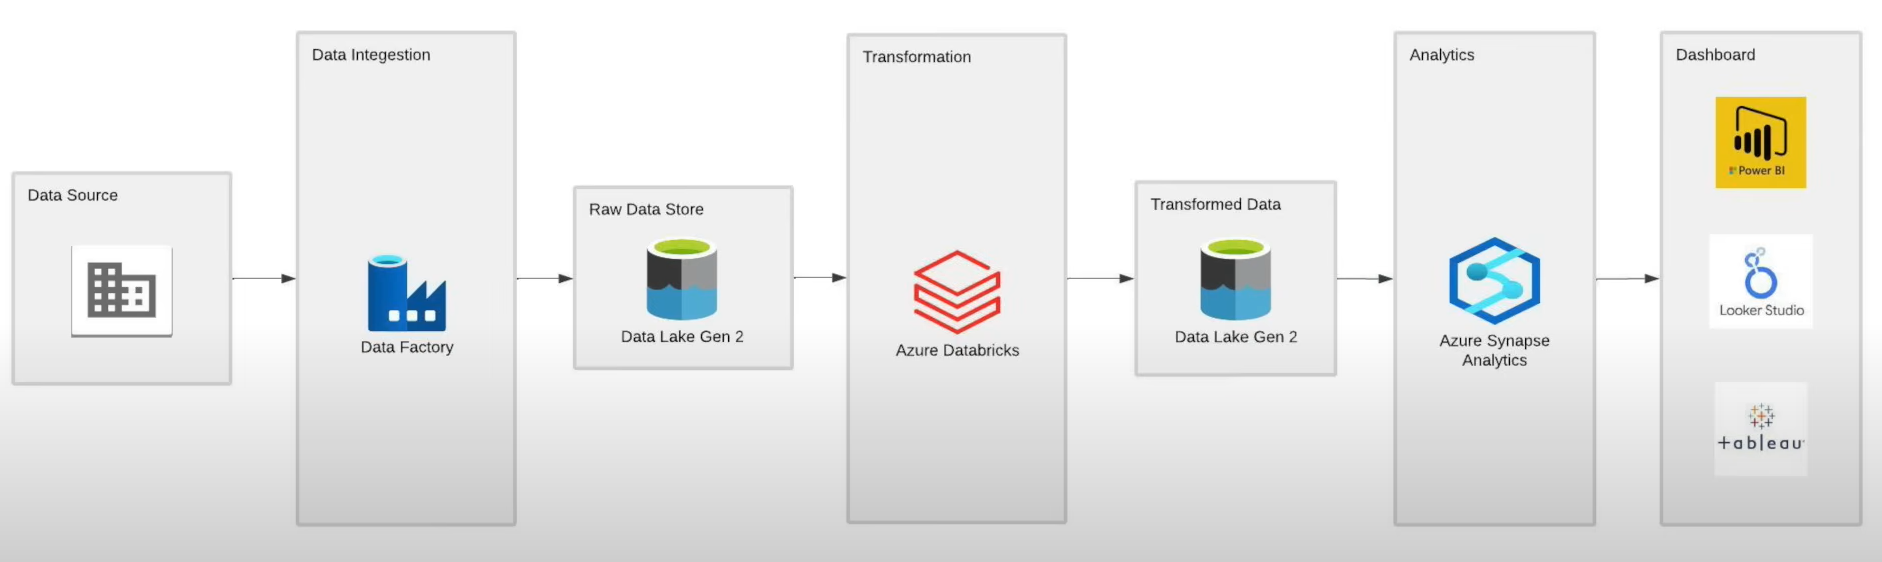 Data Source
Data Integestion
Data Factory
Raw Data Store
Data Lake Gen 2
Transformation
Azure Databricks
Transformed Data
Data Lake Gen 2
Analytics
Azure Synapse
Analytics
Dashboard
Power BI
Looker Studio
+ableau